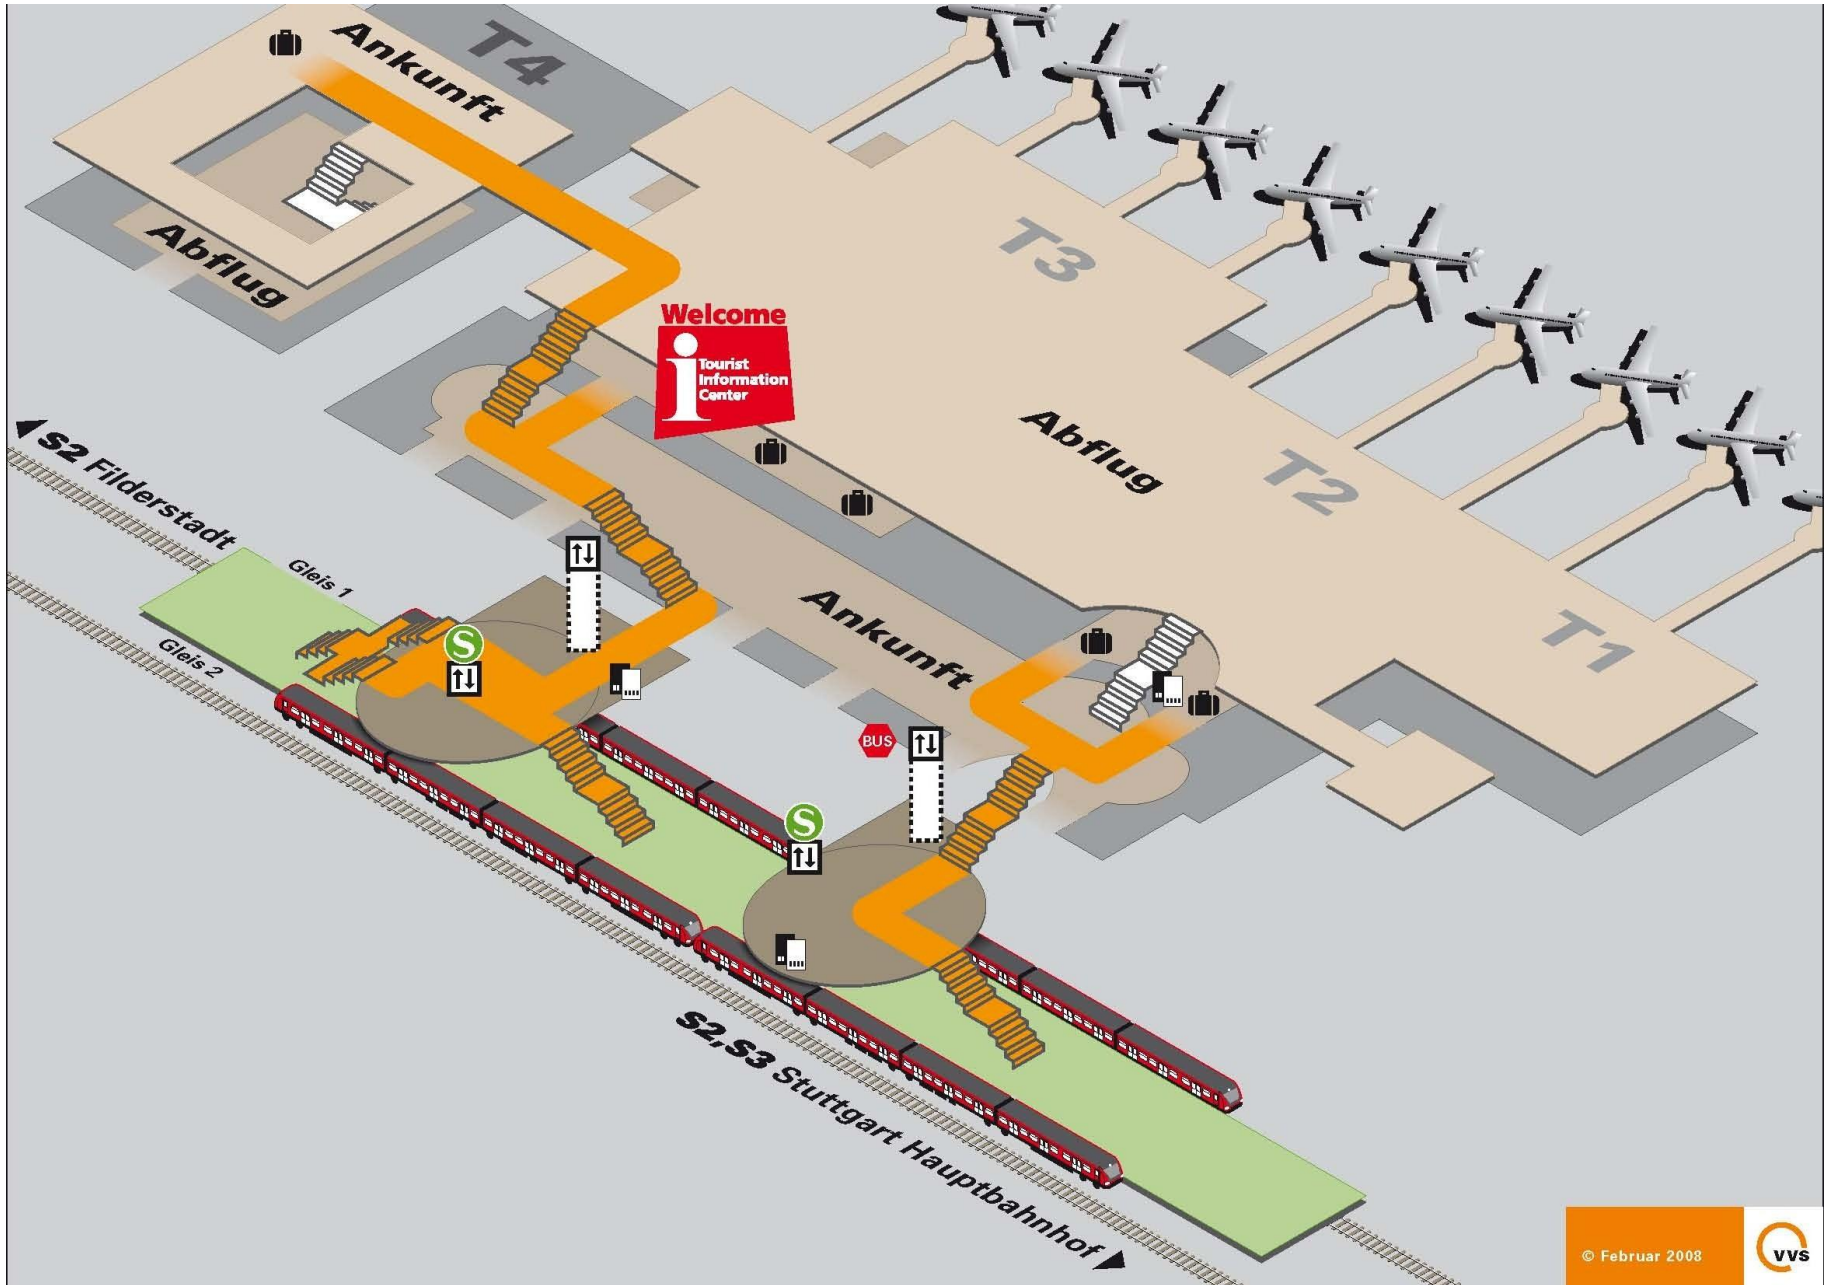 Ankunft
T4
Abflug
T3
Welcome
i
Tourist
Information
Center
Abflug
T2
T1
S2 Filderstadt
Gleis 1
Gleis 2
S
Ankunft
BUS
S
S2,S3 Stuttgart Hauptbahnhof
© Februar 2008
VVS